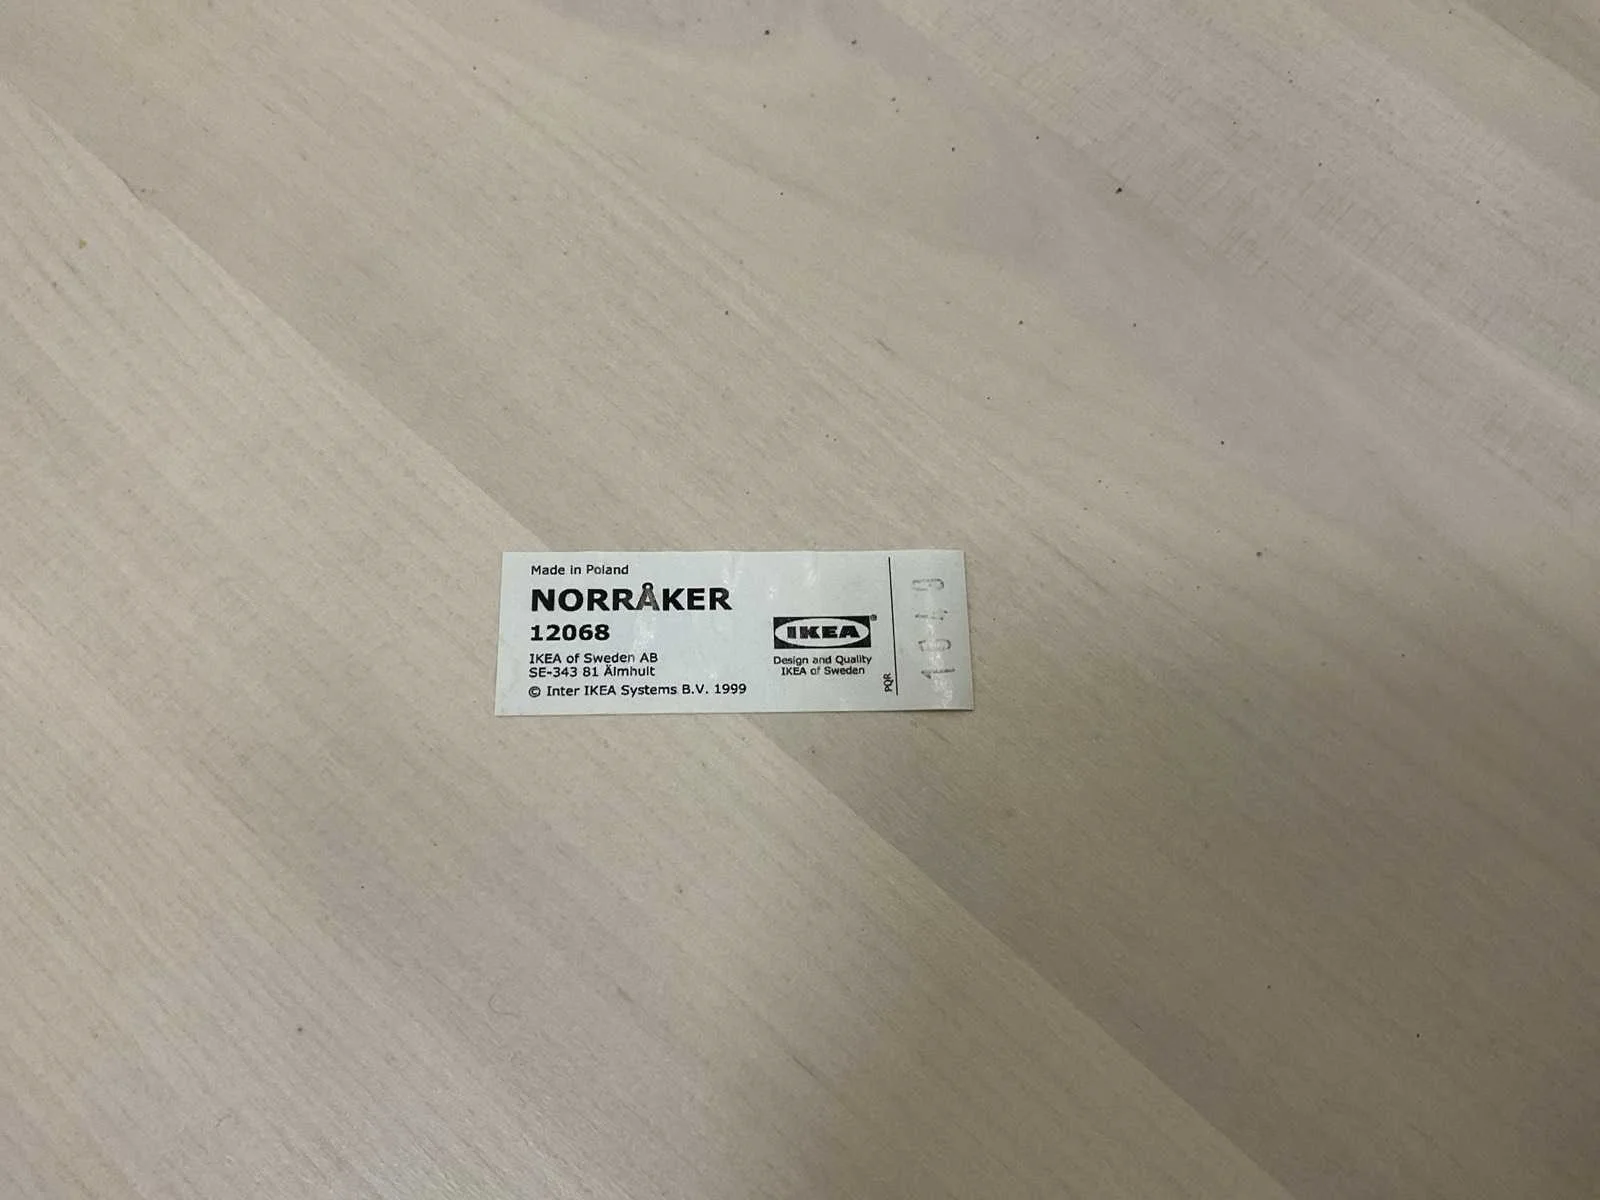 Made in Poland
NORRÅKER
12068
IKEA of Sweden AB
SE-343 81 Älmhult
© Inter IKEA Systems B.V. 1999
IKEA®
Design and Quality
IKEA of Sweden
PQR
1649